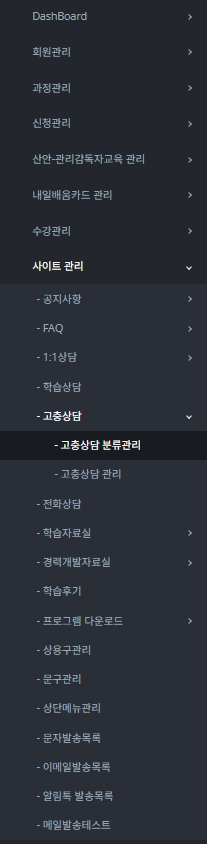 DashBoard
회원관리
과정관리
신청관리
산안-관리감독자교육 관리
내일배움카드 관리
수강관리
사이트 관리
- 공지사항
- FAQ
- 1:1상담
- 학습상담
- 고충상담
- 고충상담 분류관리
- 고충상담 관리
- 전화상담
- 학습자료실
- 경력개발자료실
- 학습후기
- 프로그램 다운로드
- 상용구관리
- 문구관리
- 상단메뉴관리
- 문자발송목록
- 이메일발송목록
- 알림톡 발송목록
- 메일발송테스트